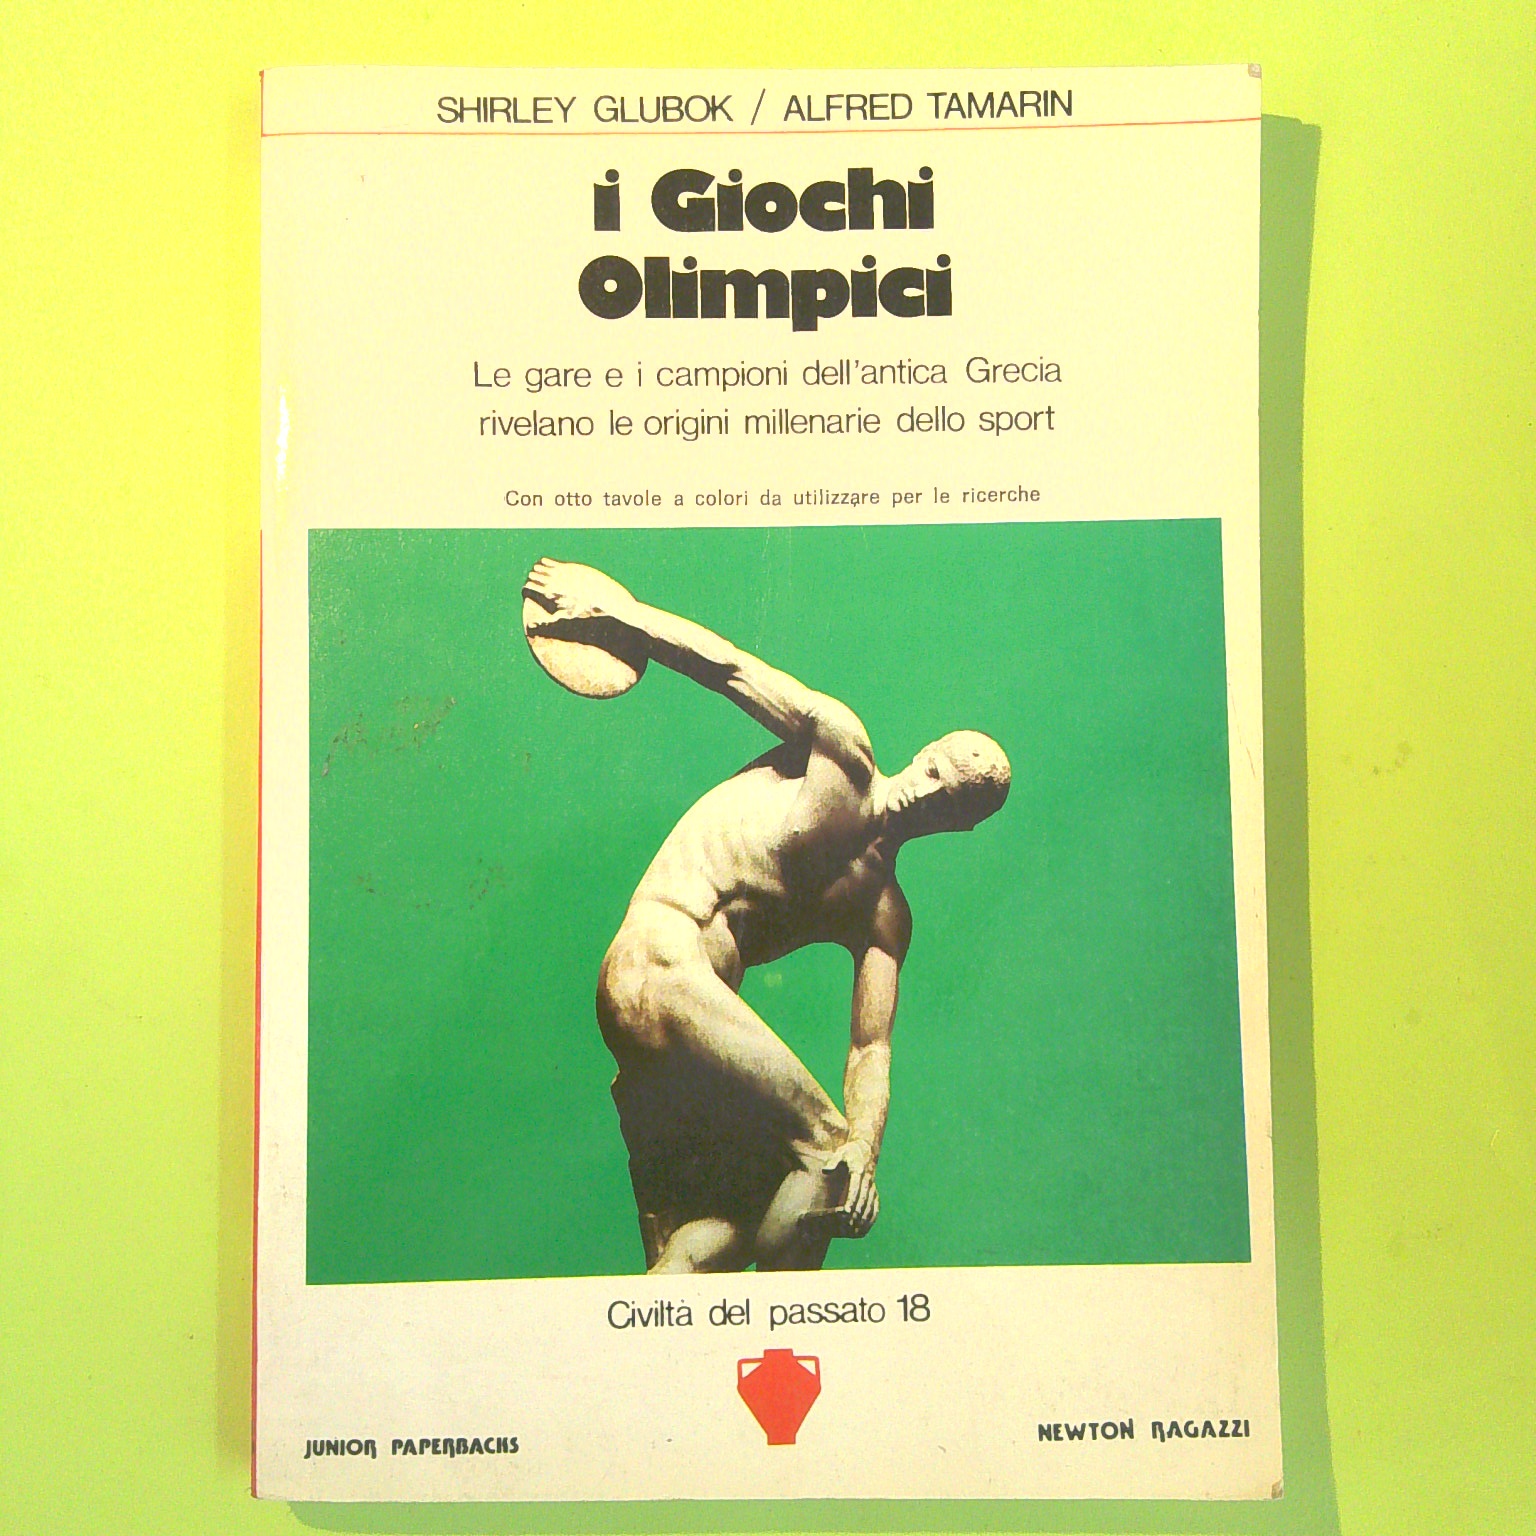 SHIRLEY GLUBOK / ALFRED TAMARIN
i Giochi
Olimpici
Le gare e i campioni dell'antica Grecia
rivelano le origini millenarie dello sport
Con otto tavole a colori da utilizzare per le ricerche
Civiltà del passato 18
JUNIOR PAPERBACKS
NEWTON RAGAZZI